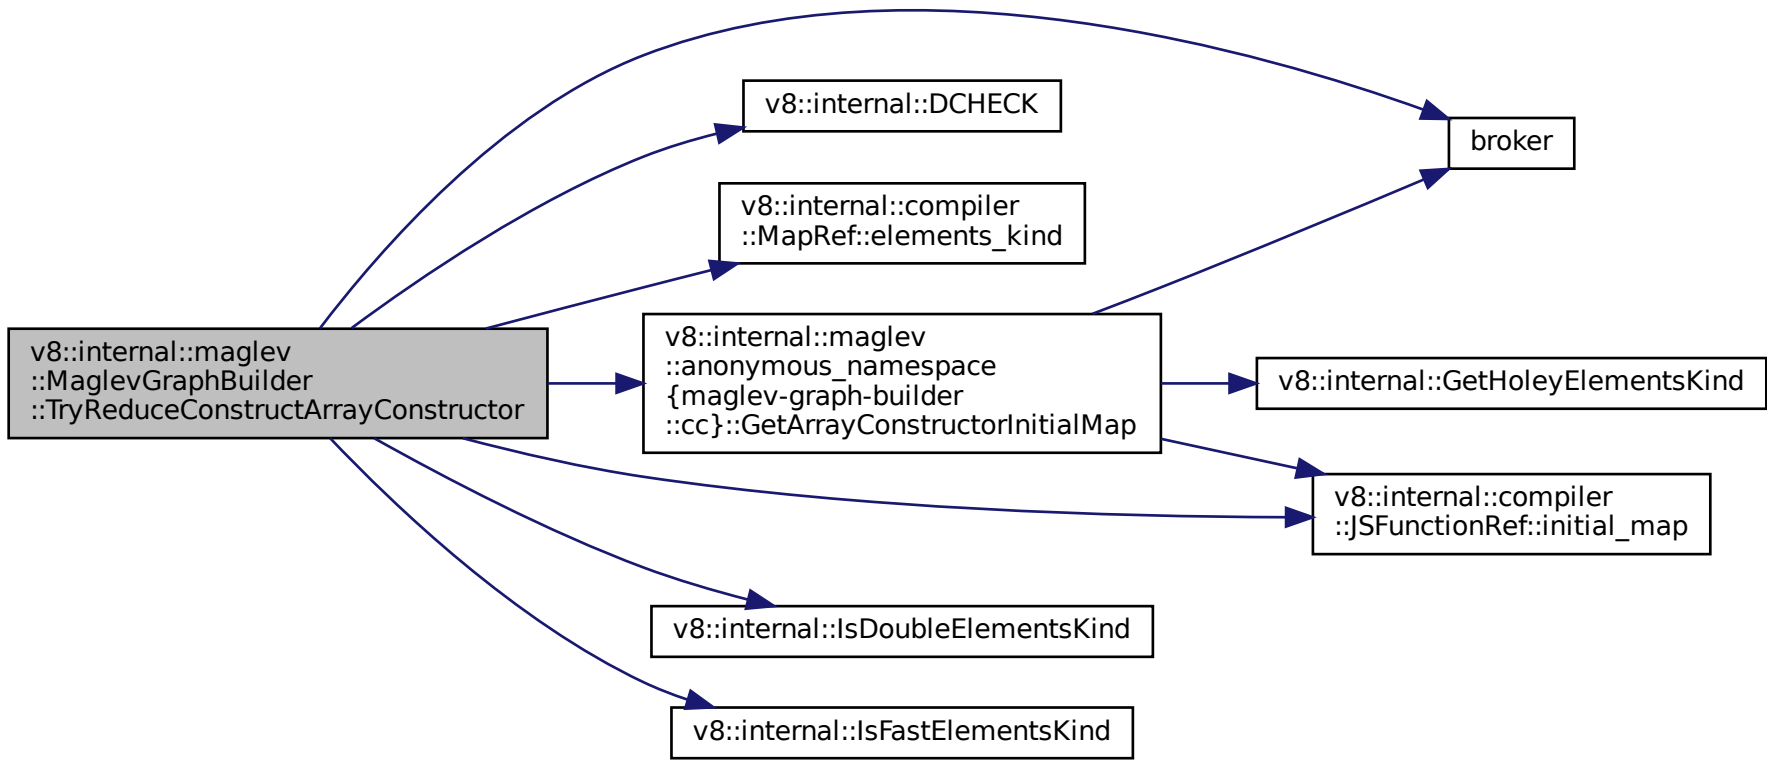 v8::internal::maglev
::MaglevGraphBuilder
::TryReduceConstructArrayConstructor
broker
v8::internal::DCHECK
v8::internal::compiler
::MapRef::elements_kind
v8::internal::maglev
::anonymous_namespace
{maglev-graph-builder
::cc}::GetArrayConstructorInitialMap
v8::internal::GetHoleyElementsKind
v8::internal::compiler
::JSFunctionRef::initial_map
v8::internal::IsDoubleElementsKind
v8::internal::IsFastElementsKind